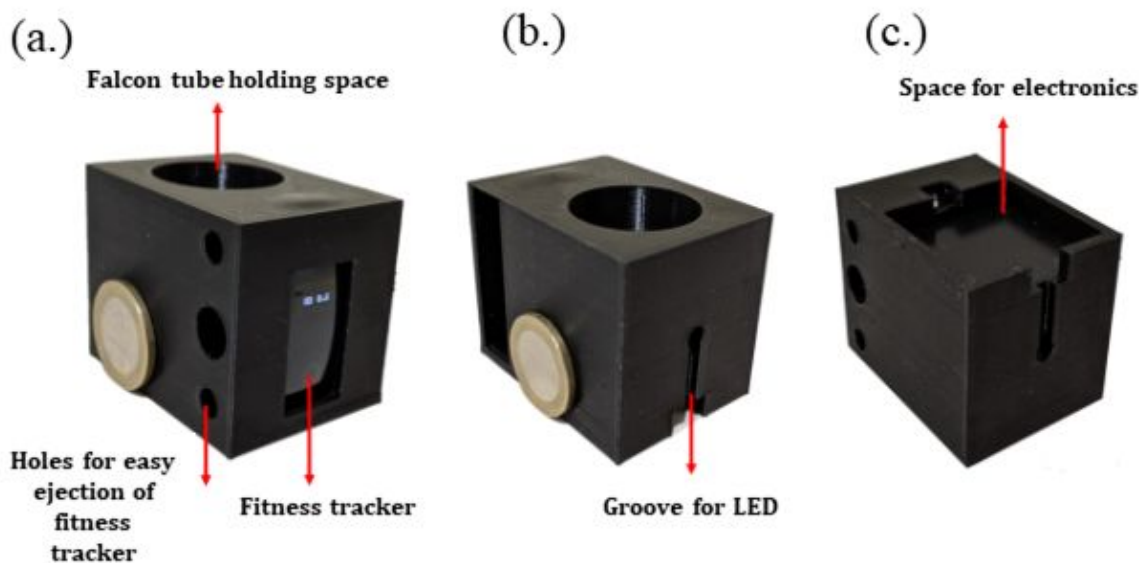 (a.)
(b.)
(c.)
Falcon tube holding space
Space for electronics
Holes for easy
ejection of
fitness
tracker
Fitness tracker
Groove for LED